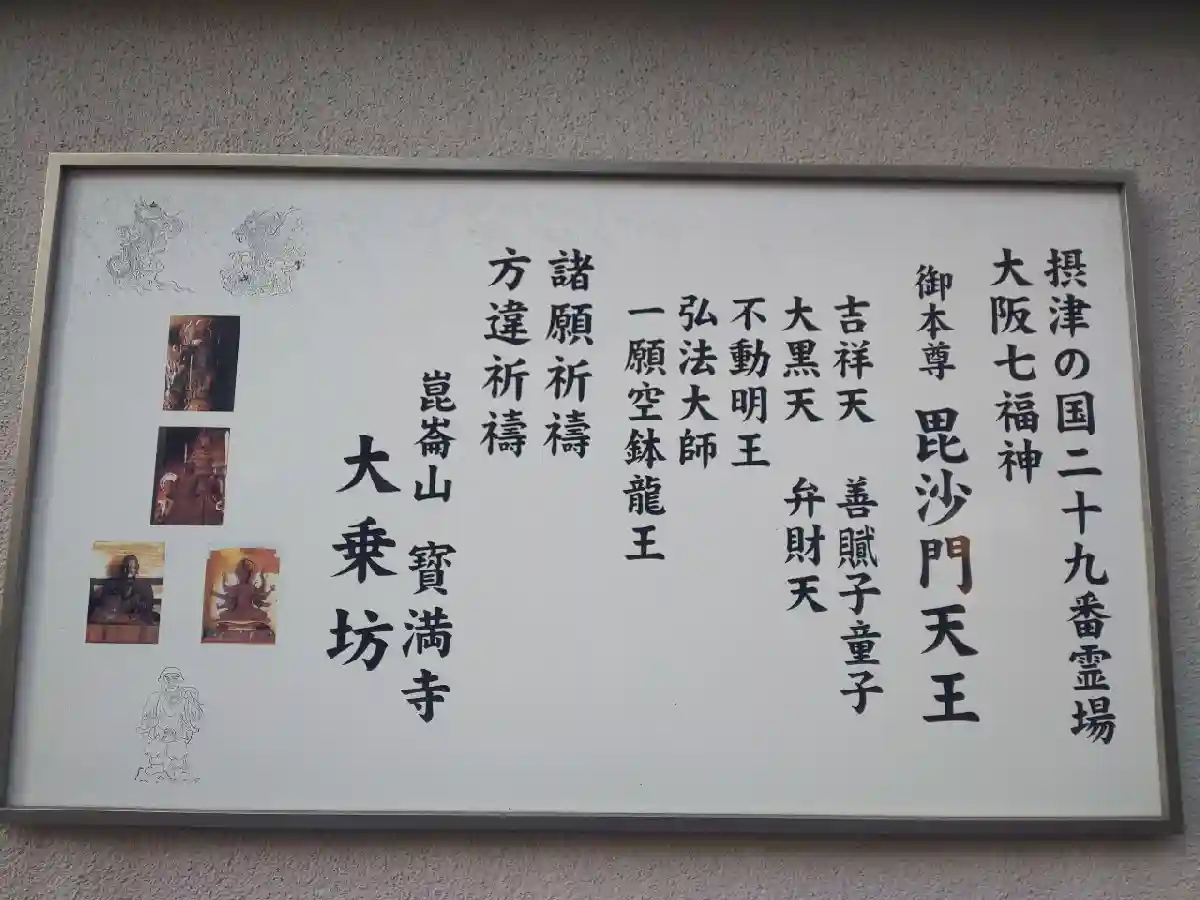 摂津の国二十九番霊場
大阪七福神
御本尊 毘沙門天王
吉祥天 善膩子童子
大黒天 弁財天
不動明王
弘法大師
一願空鉢龍王
諸願祈禱
方違祈禱
崑崙山 寳満寺
大乗坊